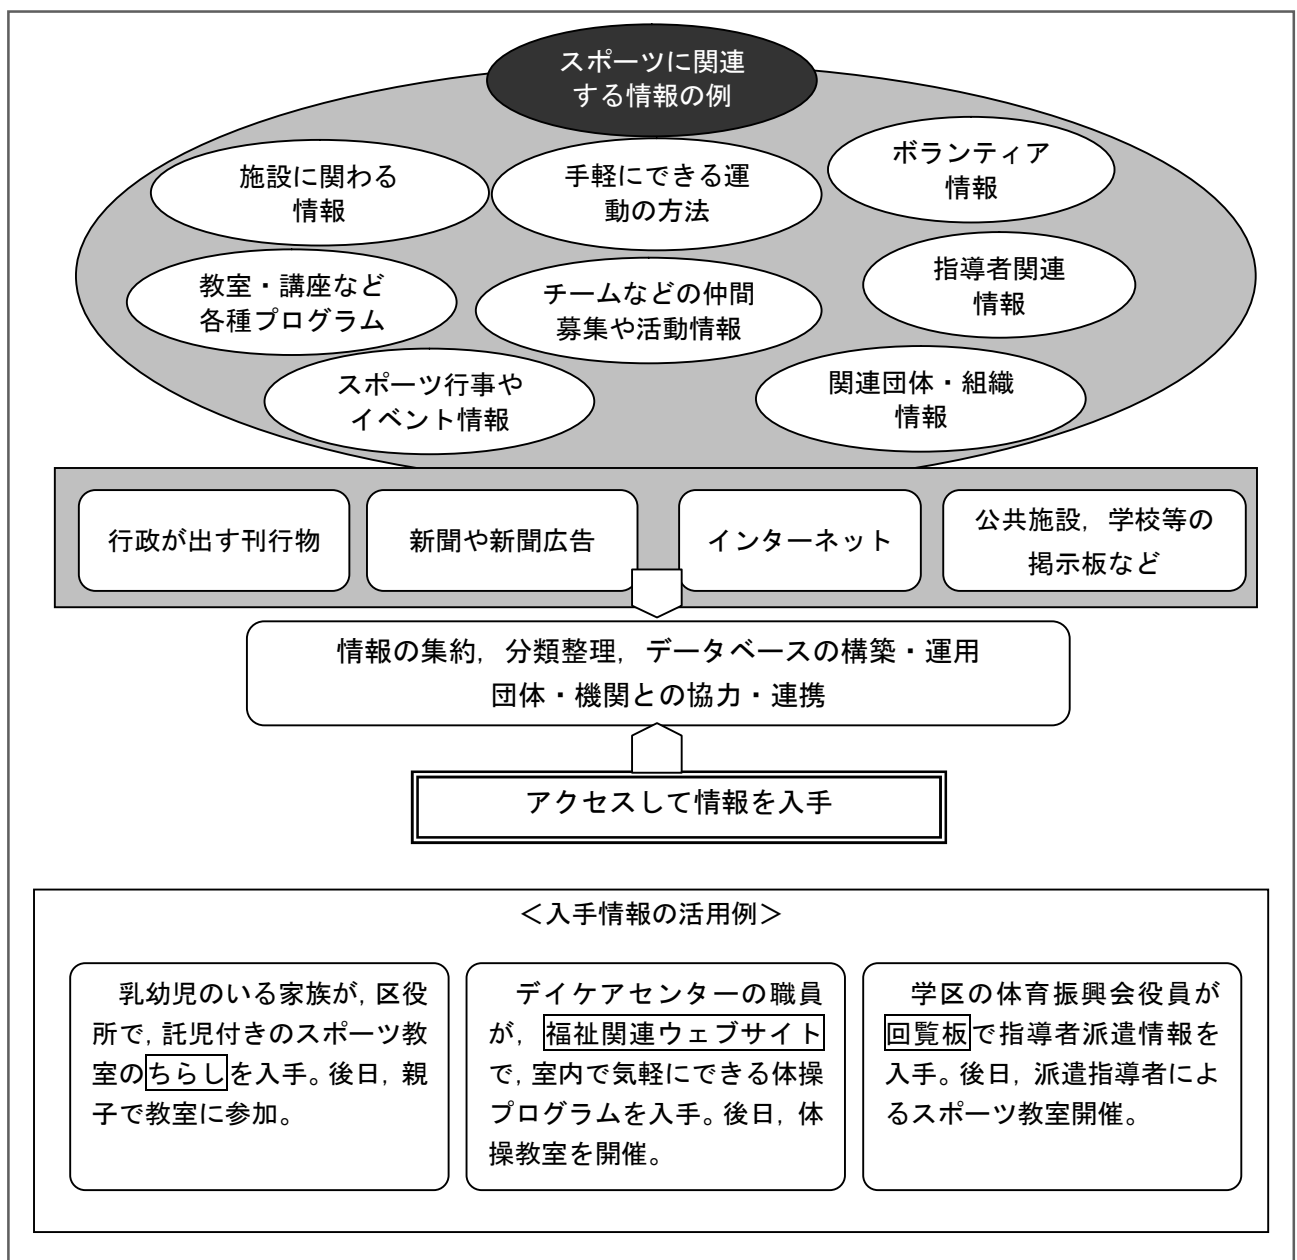 スポーツに関連
する情報の例
施設に関わる
情報
手軽にできる運
動の方法
ボランティア
情報
教室・講座など
各種プログラム
チームなどの仲間
募集や活動情報
指導者関連
情報
スポーツ行事や
イベント情報
関連団体・組織
情報
行政が出す刊行物
新聞や新聞広告
インターネット
公共施設，学校等の
掲示板など
情報の集約，分類整理，データベースの構築・運用
団体・機関との協力・連携
アクセスして情報を入手
＜入手情報の活用例＞
乳幼児のいる家族が，区役
所で，託児付きのスポーツ教
室のちらしを入手。後日，親
子で教室に参加。
デイケアセンターの職員
が，福祉関連ウェブサイト
で，室内で気軽にできる体操
プログラムを入手。後日，体
操教室を開催。
学区の体育振興会役員が
回覧板で指導者派遣情報を
入手。後日，派遣指導者によ
るスポーツ教室開催。